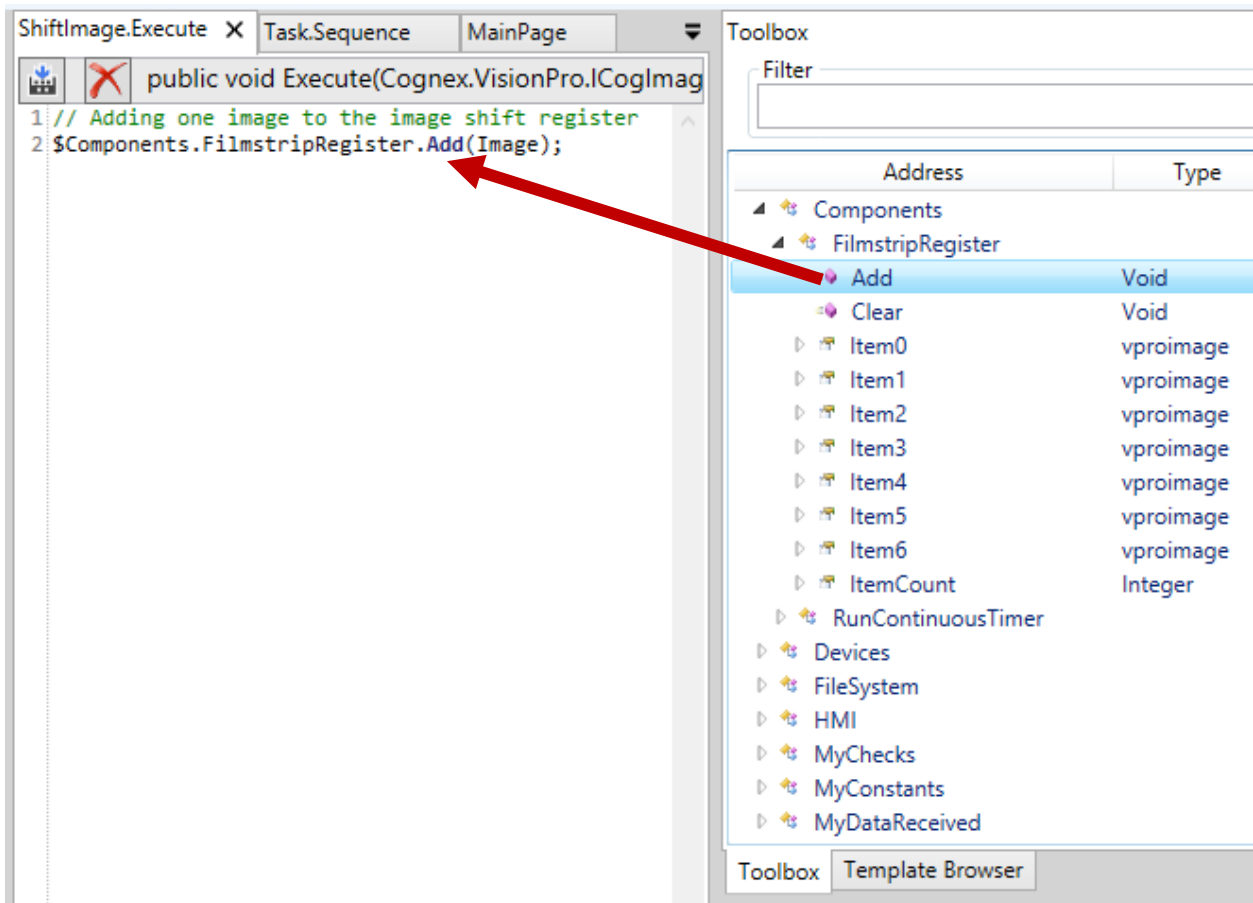 ShiftImage.Execute X Task.Sequence MainPage
public void Execute(Cognex.VisionPro.ICogImag
1 // Adding one image to the image shift register
2 $Components.FilmstripRegister.Add(Image);
Toolbox
Filter
Address Type
Components
FilmstripRegister
Add Void
Clear Void
Item0 vproimage
Item1 vproimage
Item2 vproimage
Item3 vproimage
Item4 vproimage
Item5 vproimage
Item6 vproimage
ItemCount Integer
RunContinuousTimer
Devices
FileSystem
HMI
MyChecks
MyConstants
MyDataReceived
Toolbox Template Browser